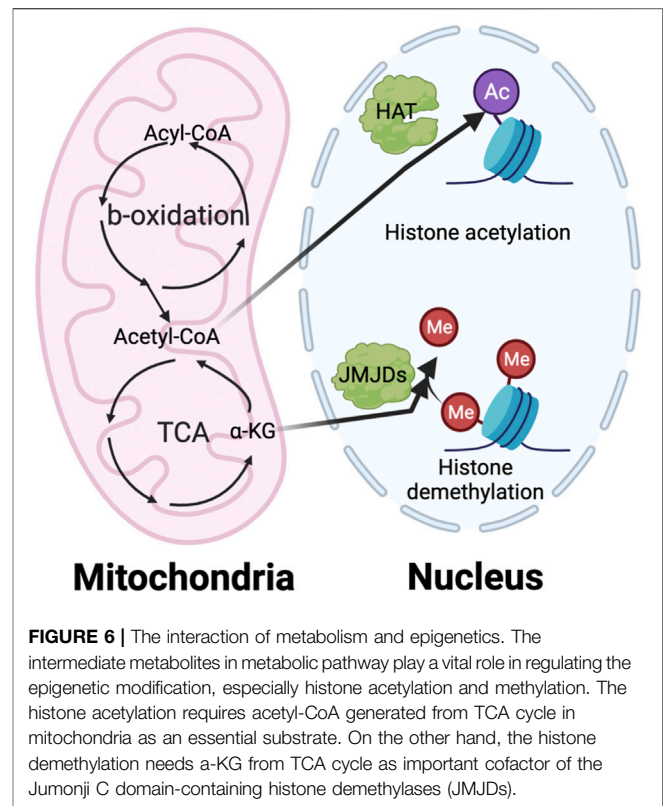 Acyl-CoA
b-oxidation
Acetyl-CoA
TCA
α-KG
HAT
Ac
Histone acetylation
Me
JMJDs
Me
Me
Histone
demethylation
Mitochondria
Nucleus
FIGURE 6 | The interaction of metabolism and epigenetics. The
intermediate metabolites in metabolic pathway play a vital role in regulating the
epigenetic modification, especially histone acetylation and methylation. The
histone acetylation requires acetyl-CoA generated from TCA cycle in
mitochondria as an essential substrate. On the other hand, the histone
demethylation needs a-KG from TCA cycle as important cofactor of the
Jumonji C domain-containing histone demethylases (JMJDs).